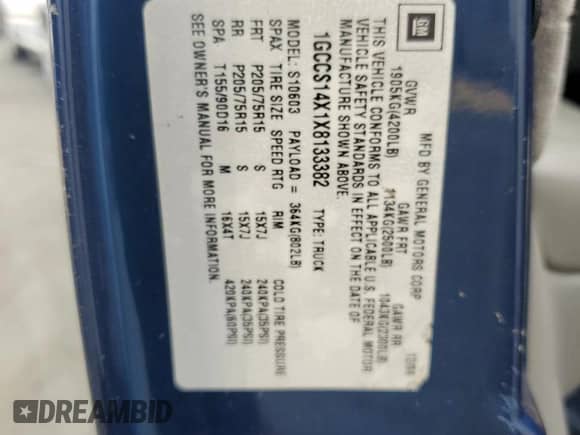 GM
MFD BY GENERAL MOTORS CORP
GVWR GAWR FRT GAWR RR
1905KG(4200LB) 1134KG(2500LB) 1043KG(2300LB)
THIS VEHICLE CONFORMS TO ALL APPLICABLE U.S. FEDERAL MOTOR
VEHICLE SAFETY STANDARDS IN EFFECT ON THE DATE OF
MANUFACTURE SHOWN ABOVE.
1GCCS14X1X8133382 TYPE: TRUCK
MODEL: S10603 PAYLOAD = 364KG(802LB)
SPAX TIRE SIZE SPEED RTG RIM COLD TIRE PRESSURE
FRT P205/75R15 S 15X7J 240KPA(35PSI)
RR P205/75R15 S 15X7J 240KPA(35PSI)
SPA T155/90D16 M 16X4T 420KPA(60PSI)
SEE OWNER'S MANUAL FOR MORE INFORMATION.
DREAMBID